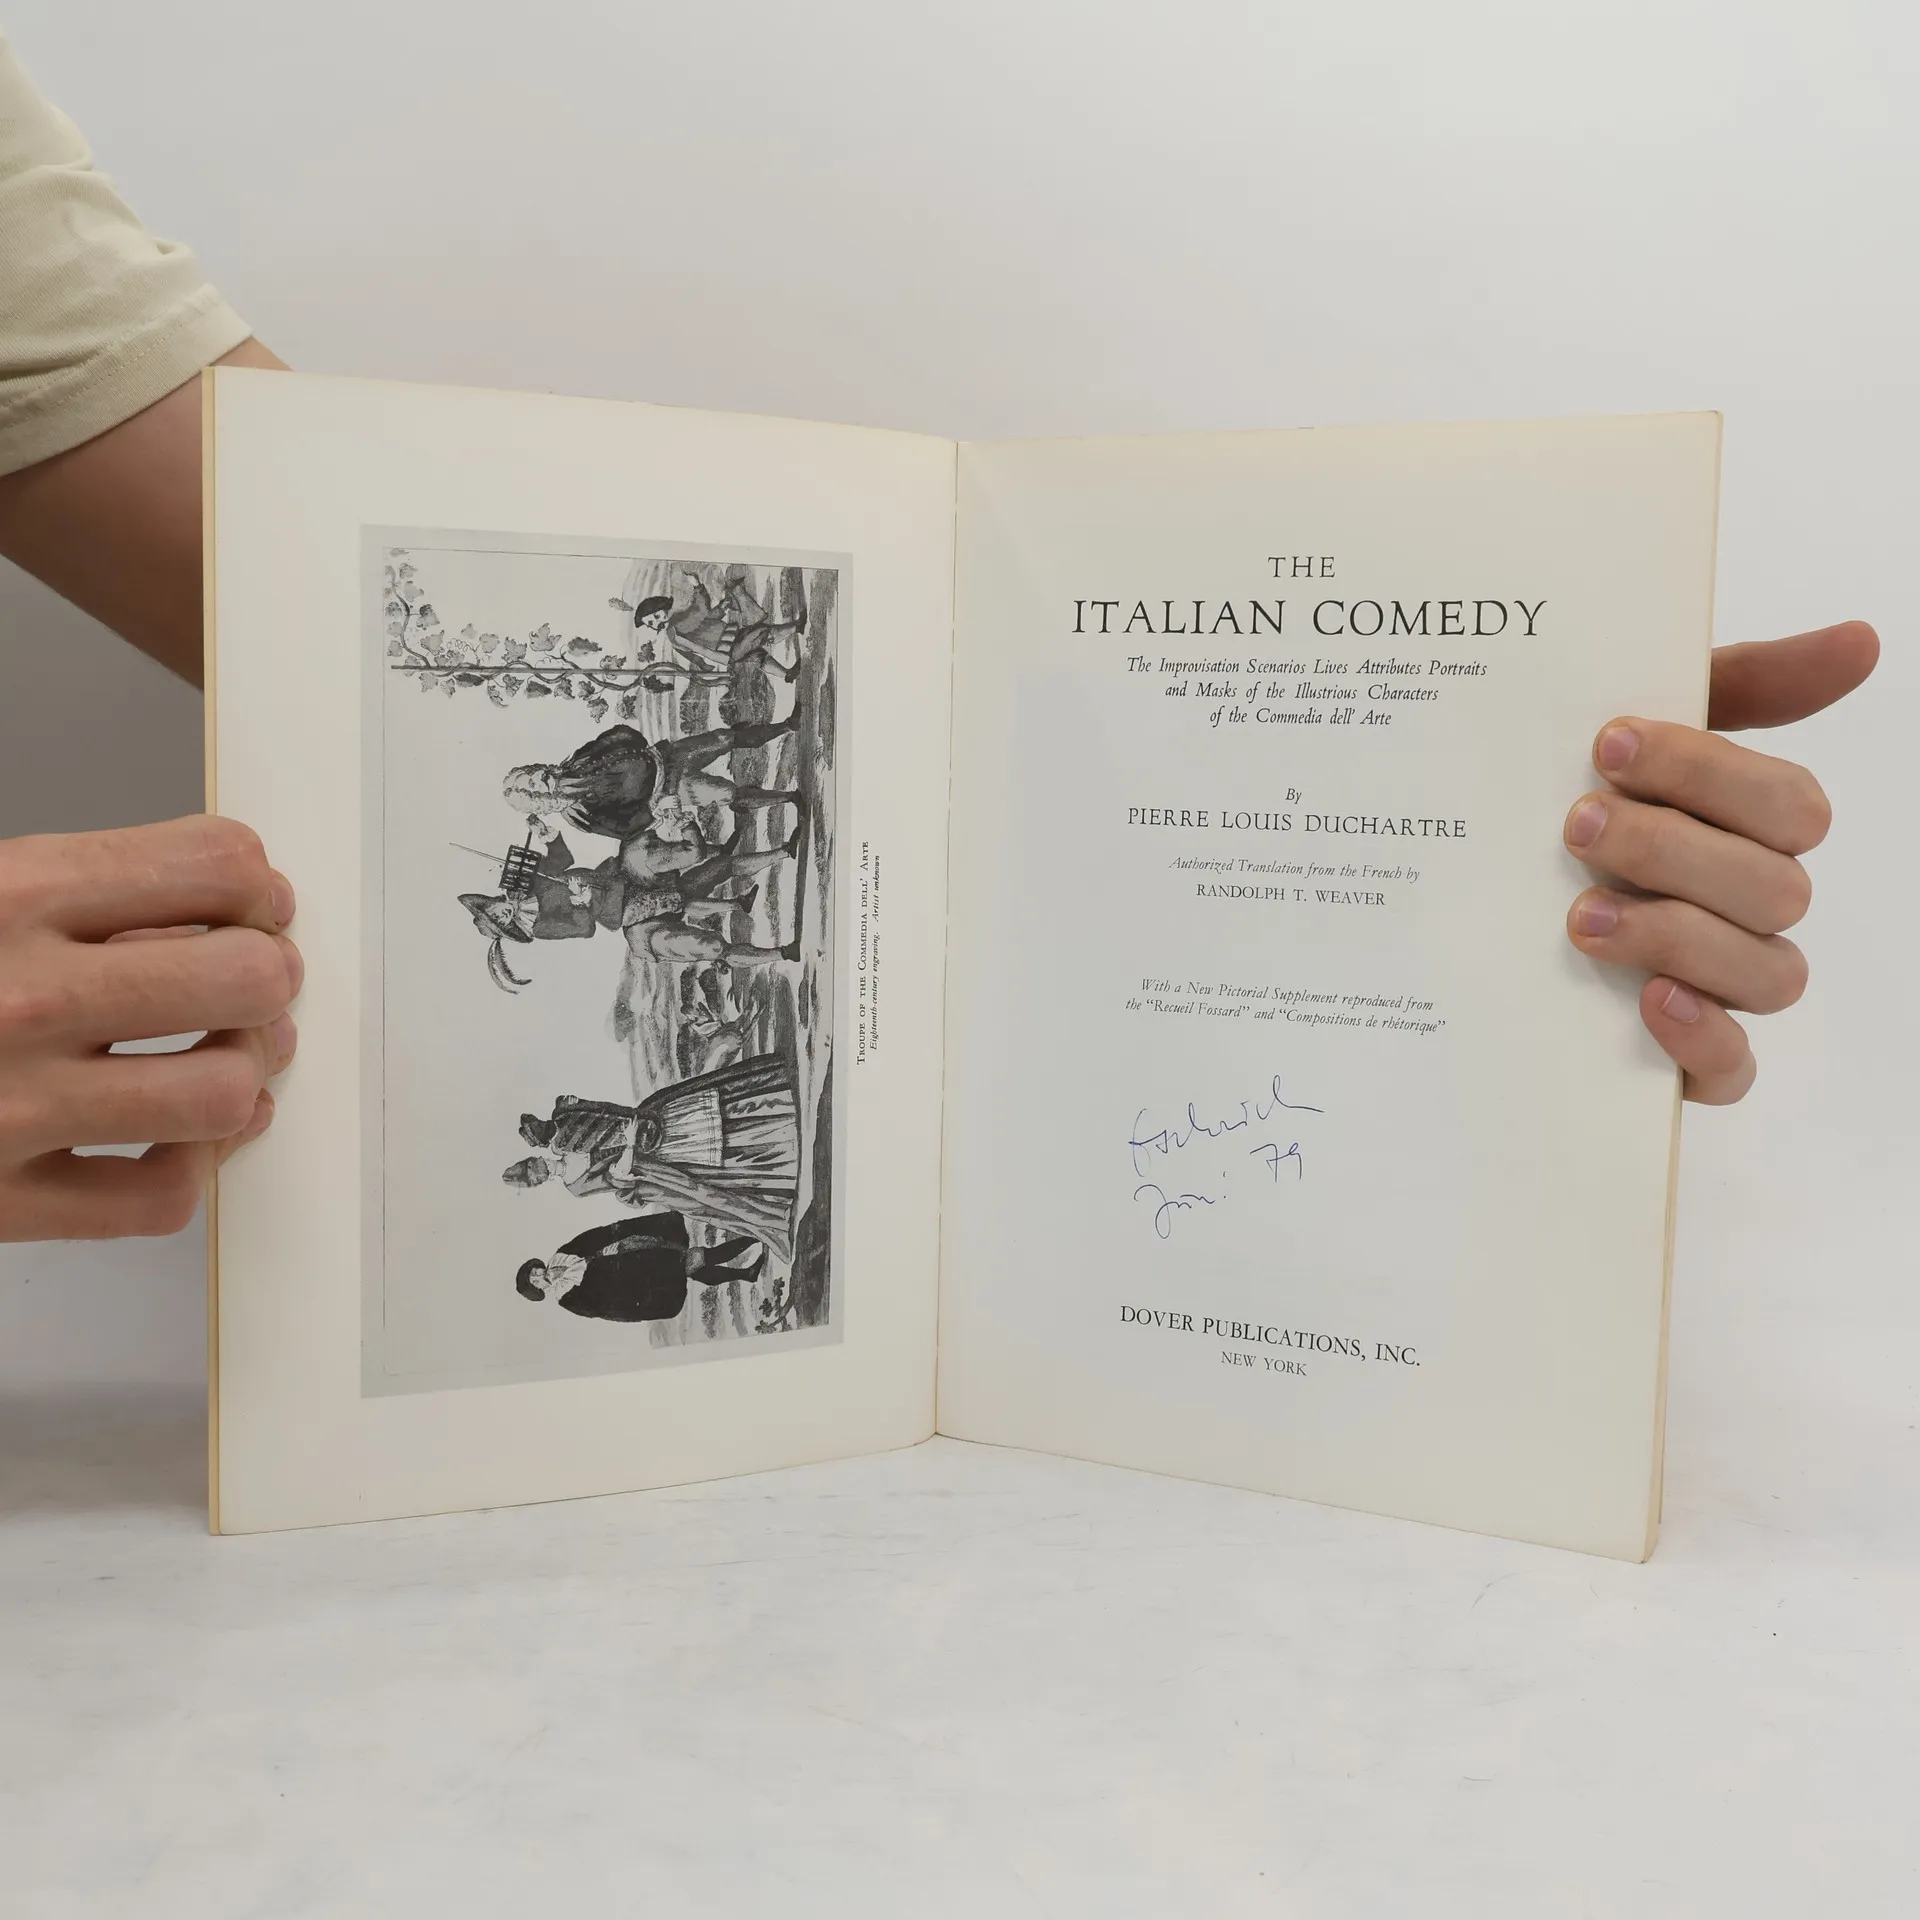 TROUPE OF THE COMMEDIA DELL' ARTE
Eighteenth-century engraving. Artist unknown
THE
ITALIAN COMEDY
The Improvisation Scenarios Lives Attributes Portraits
and Masks of the Illustrious Characters
of the Commedia dell' Arte
By
PIERRE LOUIS DUCHARTRE
Authorized Translation from the French by
RANDOLPH T. WEAVER
With a New Pictorial Supplement reproduced from
the "Recueil Fossard" and "Compositions de rhétorique"
79
DOVER PUBLICATIONS, INC.
NEW YORK